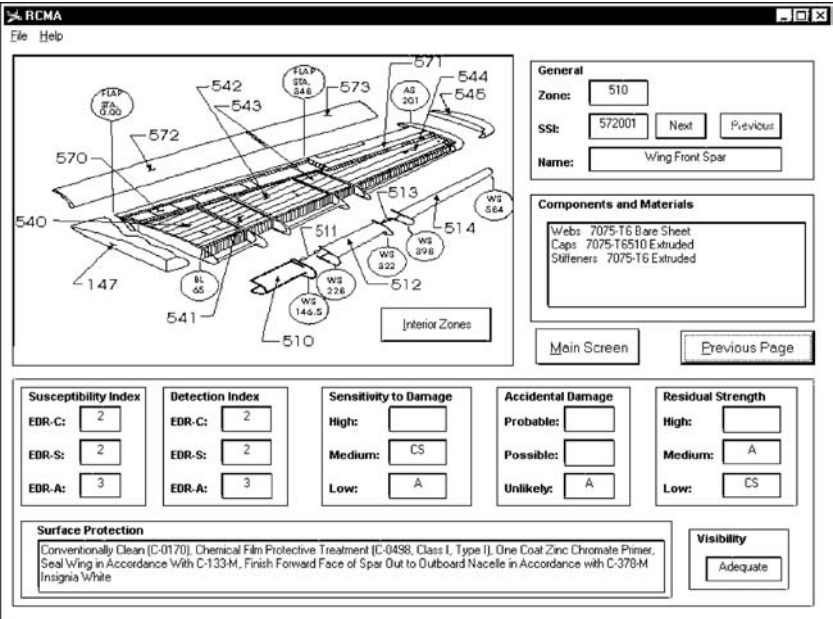 RCMA
File Help
FLAP
STA.
0.00
FLAP
STA.
348
AS
201
542
543
573
571
544
545
572
570
540
147
541
BL
65
510
511
WS
146.5
WS
228
512
WS
322
513
WS
398
514
WS
584
Interior Zones
General
Zone: 510
SSI: 572001 Next Previous
Name: Wing Front Spar
Components and Materials
Webs 7075-T6 Bare Sheet
Caps 7075-T6510 Extruded
Stiffeners 7075-T6 Extruded
Main Screen Previous Page
Susceptibility Index
EDR-C: 2
EDR-S: 2
EDR-A: 3
Detection Index
EDR-C: 2
EDR-S: 2
EDR-A: 3
Sensitivity to Damage
High:
Medium: CS
Low: A
Accidental Damage
Probable:
Possible:
Unlikely: A
Residual Strength
High:
Medium: A
Low: CS
Surface Protection
Conventionally Clean (C-0170), Chemical Film Protective Treatment (C-0498, Class I, Type I), One Coat Zinc Chromate Primer,
Seal Wing in Accordance With C-133-M, Finish Forward Face of Spar Out to Outboard Nacelle in Accordance with C-378-M
Insignia White
Visibility
Adequate